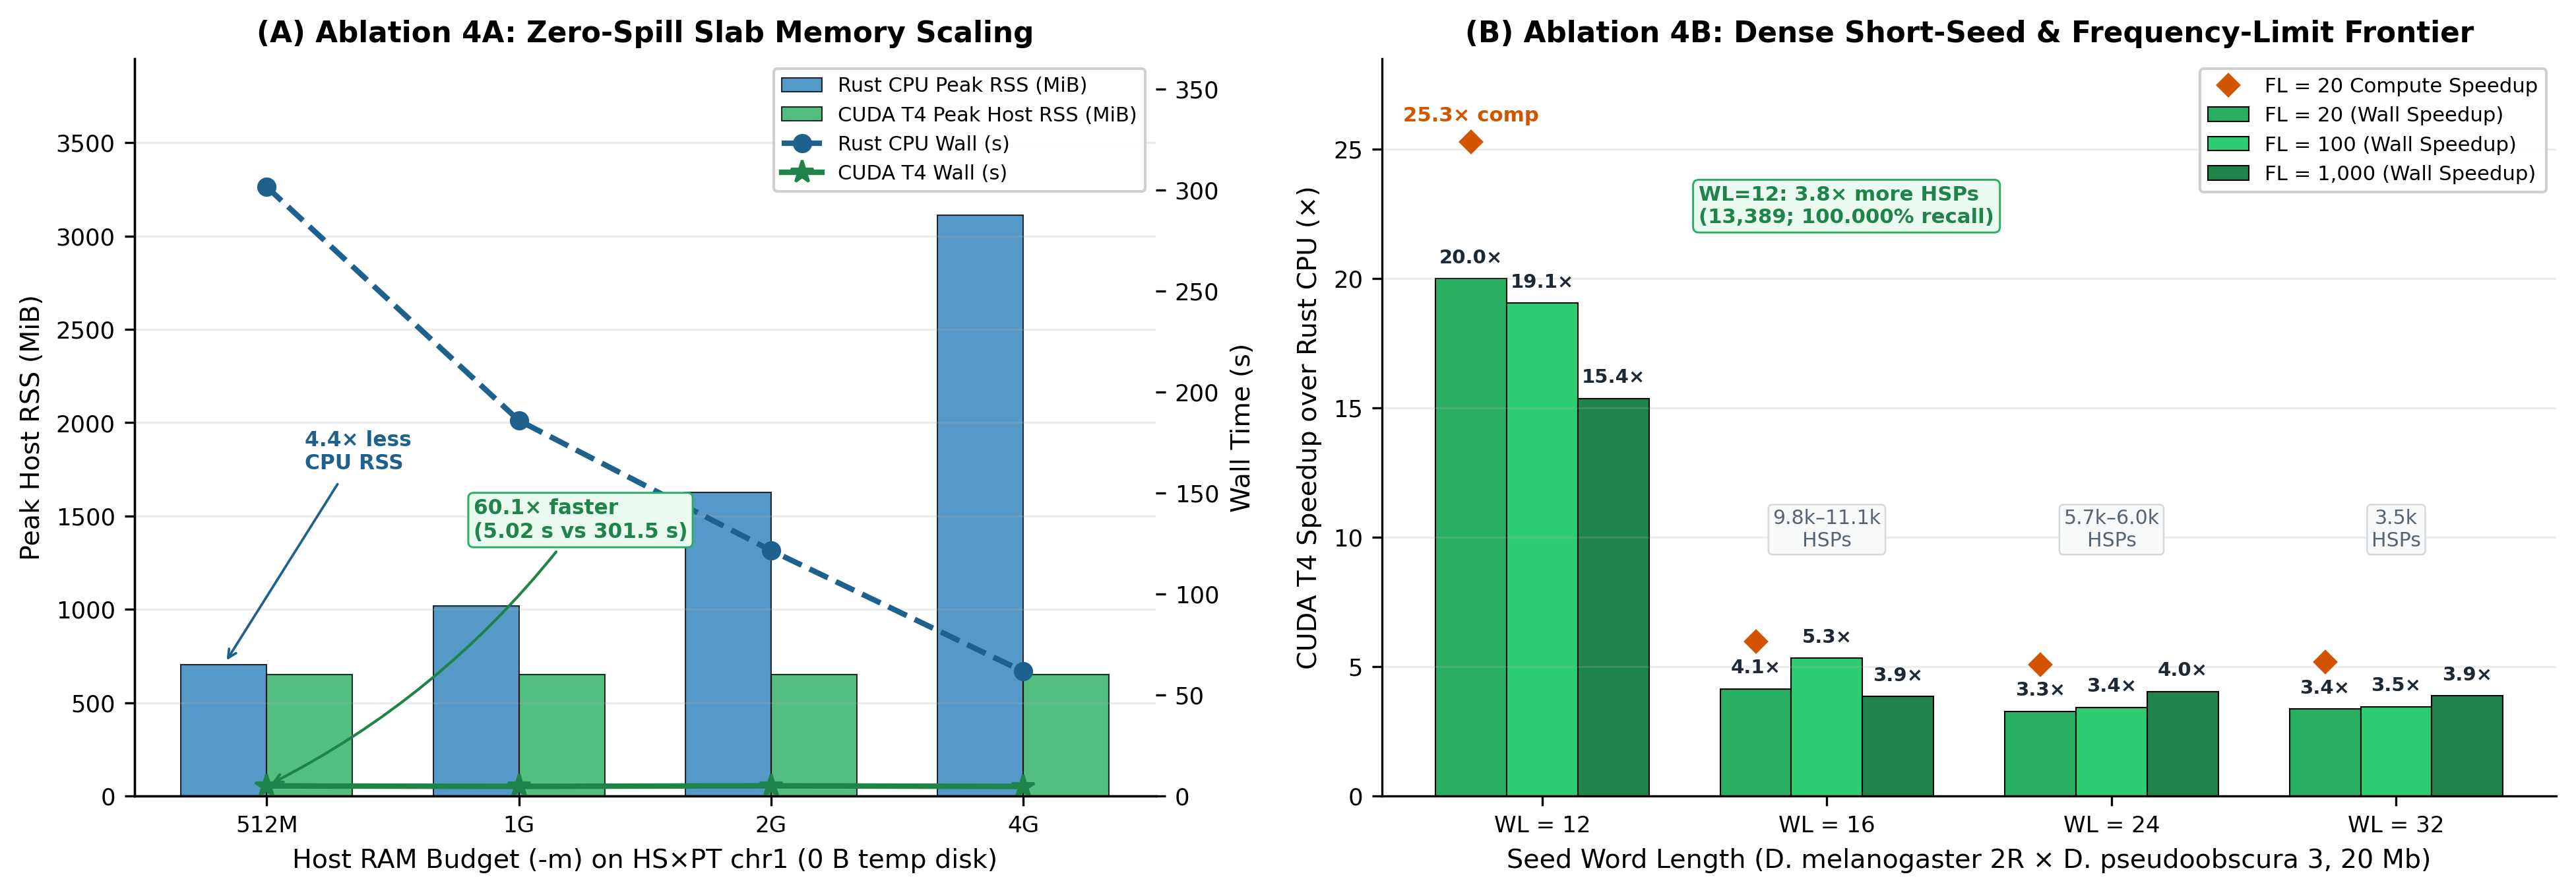 (A) Ablation 4A: Zero-Spill Slab Memory Scaling
Rust CPU Peak RSS (MiB)
CUDA T4 Peak Host RSS (MiB)
Rust CPU Wall (s)
CUDA T4 Wall (s)
Peak Host RSS (MiB)
3500
3000
2500
2000
1500
1000
500
0
4.4× less
CPU RSS
60.1× faster
(5.02 s vs 301.5 s)
350
300
250
200
150
100
50
0
Wall Time (s)
512M
1G
2G
4G
Host RAM Budget (-m) on HS×PT chr1 (0 B temp disk)
(B) Ablation 4B: Dense Short-Seed & Frequency-Limit Frontier
FL = 20 Compute Speedup
FL = 20 (Wall Speedup)
FL = 100 (Wall Speedup)
FL = 1,000 (Wall Speedup)
CUDA T4 Speedup over Rust CPU (×)
25
20
15
10
5
0
25.3× comp
WL=12: 3.8× more HSPs
(13,389; 100.000% recall)
20.0×
19.1×
15.4×
9.8k–11.1k
HSPs
5.7k–6.0k
HSPs
3.5k
HSPs
4.1×
5.3×
3.9×
3.3×
3.4×
4.0×
3.4×
3.5×
3.9×
WL = 12
WL = 16
WL = 24
WL = 32
Seed Word Length (D. melanogaster 2R × D. pseudoobscura 3, 20 Mb)